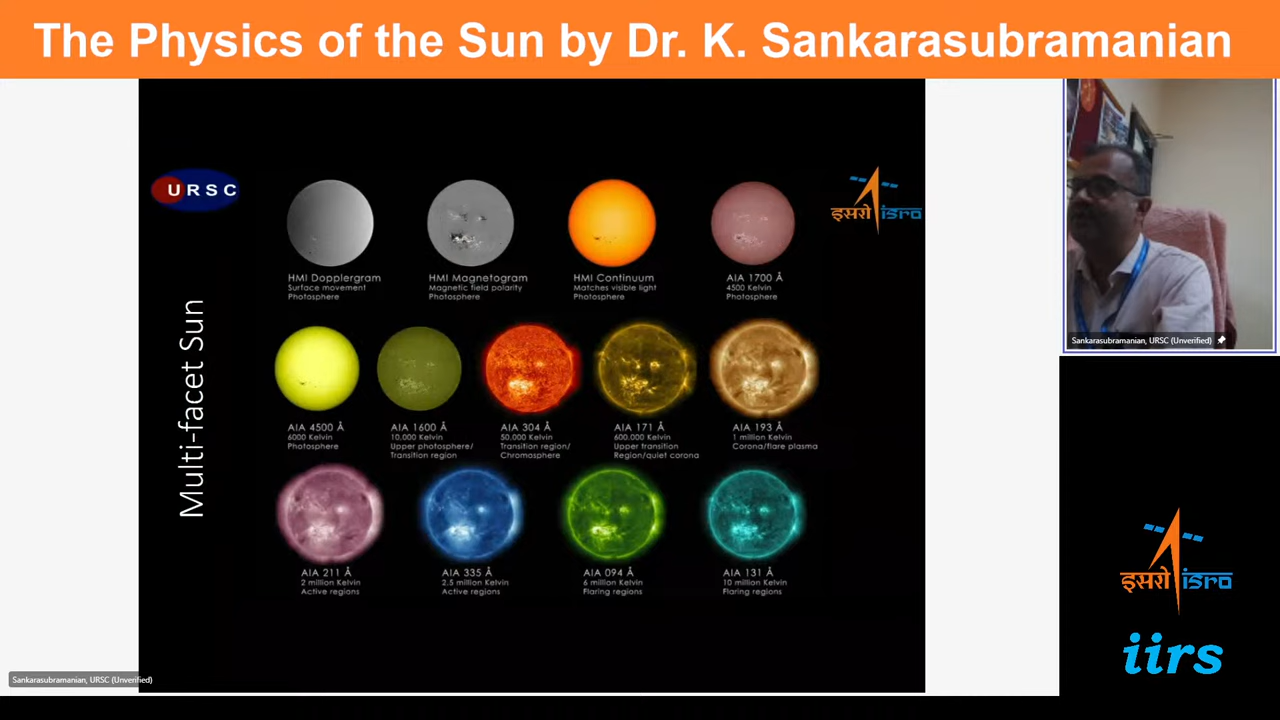 The Physics of the Sun by Dr. K. Sankarasubramanian
URSC
इसरो isro
Multi-facet Sun
HMI Dopplergram
Surface movement
Photosphere
HMI Magnetogram
Magnetic field polarity
Photosphere
HMI Continuum
Matches visible light
Photosphere
AIA 1700 Å
4500 Kelvin
Photosphere
AIA 4500 Å
6000 Kelvin
Photosphere
AIA 1600 Å
10,000 Kelvin
Upper photosphere/
Transition region
AIA 304 Å
50,000 Kelvin
Transition region/
Chromosphere
AIA 171 Å
600,000 Kelvin
Upper transition
Region/quiet corona
AIA 193 Å
1 million Kelvin
Corona/flare plasma
AIA 211 Å
2 million Kelvin
Active regions
AIA 335 Å
2.5 million Kelvin
Active regions
AIA 094 Å
6 million Kelvin
Flaring regions
AIA 131 Å
10 million Kelvin
Flaring regions
Sankarasubramanian, URSC (Unverified)
Sankarasubramanian, URSC (Unverified)
इसरो isro
iirs